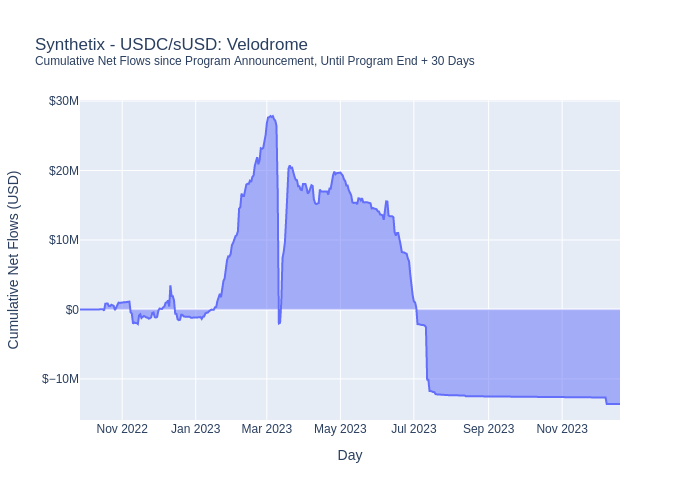 Synthetix - USDC/sUSD: Velodrome
Cumulative Net Flows since Program Announcement, Until Program End + 30 Days
Cumulative Net Flows (USD)
$30M
$20M
$10M
$0
$−10M
Nov 2022 Jan 2023 Mar 2023 May 2023 Jul 2023 Sep 2023 Nov 2023
Day